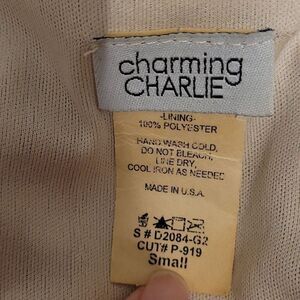 charming
CHARLIE
-LINING-
100% POLYESTER
HAND WASH COLD,
DO NOT BLEACH,
LINE DRY,
COOL IRON AS NEEDED
MADE IN U.S.A.
S # D2084-G2
CUT# P-919
Small